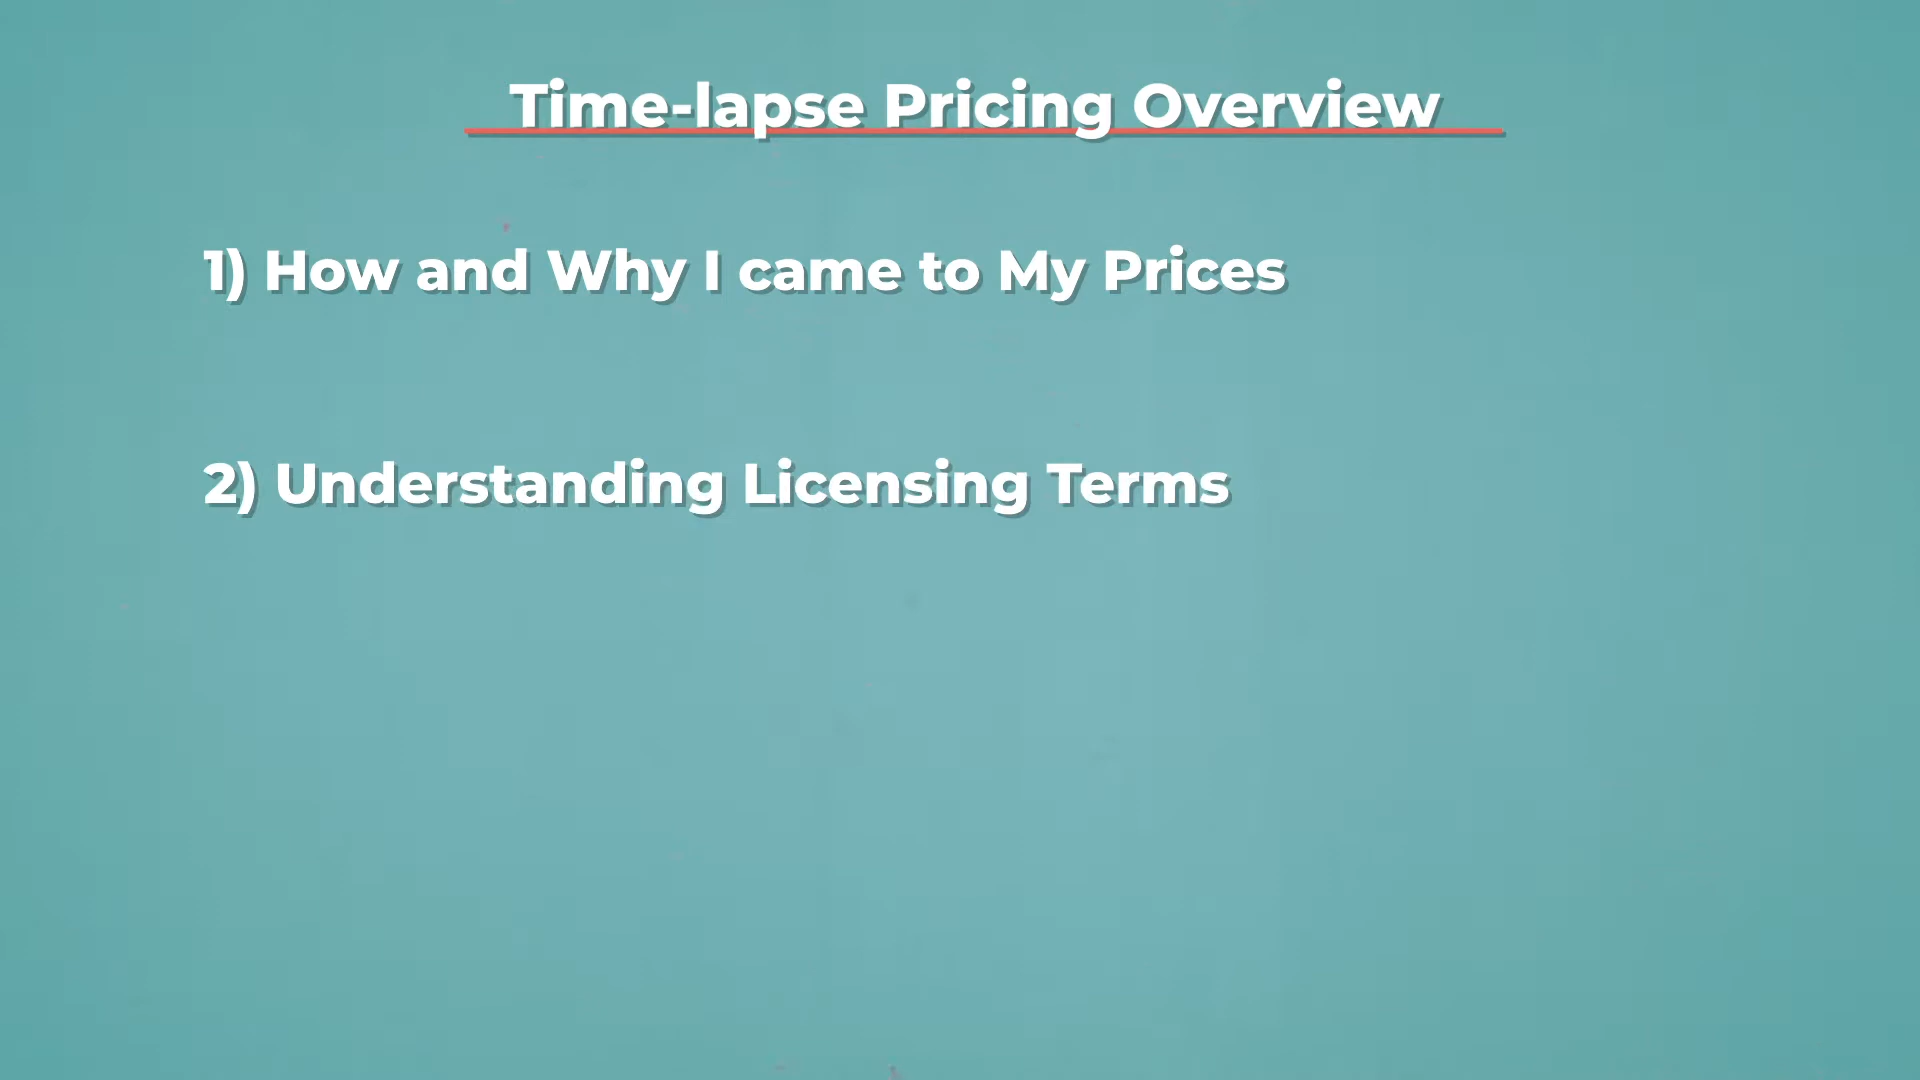 Time-lapse Pricing Overview
1) How and Why I came to My Prices
2) Understanding Licensing Terms